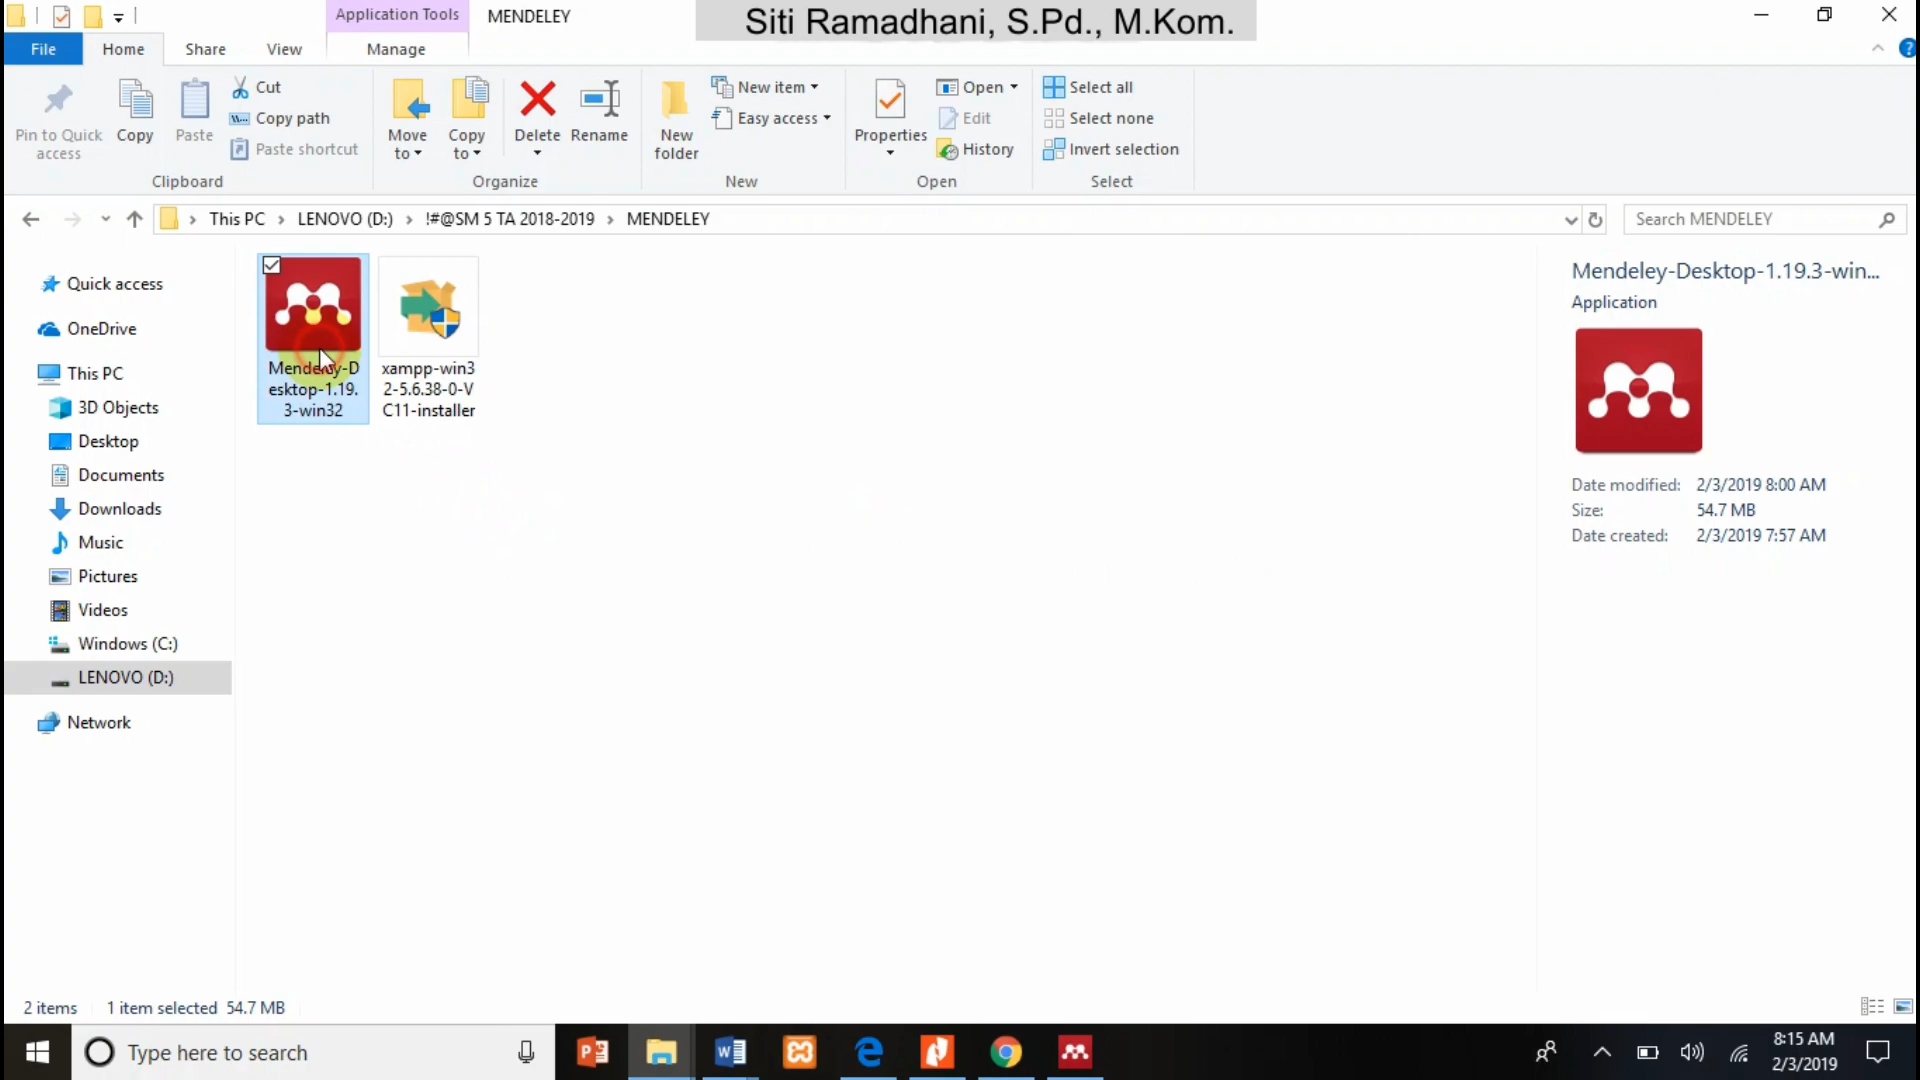 Application Tools
MENDELEY
Siti Ramadhani, S.Pd., M.Kom.
File
Home
Share
View
Manage
Pin to Quick
access
Copy
Paste
Cut
Copy path
Paste shortcut
Clipboard
Move
to
Copy
to
Delete
Rename
Organize
New
folder
New item
Easy access
New
Properties
Open
Edit
History
Open
Select all
Select none
Invert selection
Select
This PC
LENOVO (D:)
!#@SM 5 TA 2018-2019
MENDELEY
Search MENDELEY
Quick access
OneDrive
This PC
3D Objects
Desktop
Documents
Downloads
Music
Pictures
Videos
Windows (C:)
LENOVO (D:)
Network
Mendeley-D
esktop-1.19.
3-win32
xampp-win3
2-5.6.38-0-V
C11-installer
Mendeley-Desktop-1.19.3-win...
Application
Date modified: 2/3/2019 8:00 AM
Size: 54.7 MB
Date created: 2/3/2019 7:57 AM
2 items
1 item selected 54.7 MB
Type here to search
8:15 AM
2/3/2019